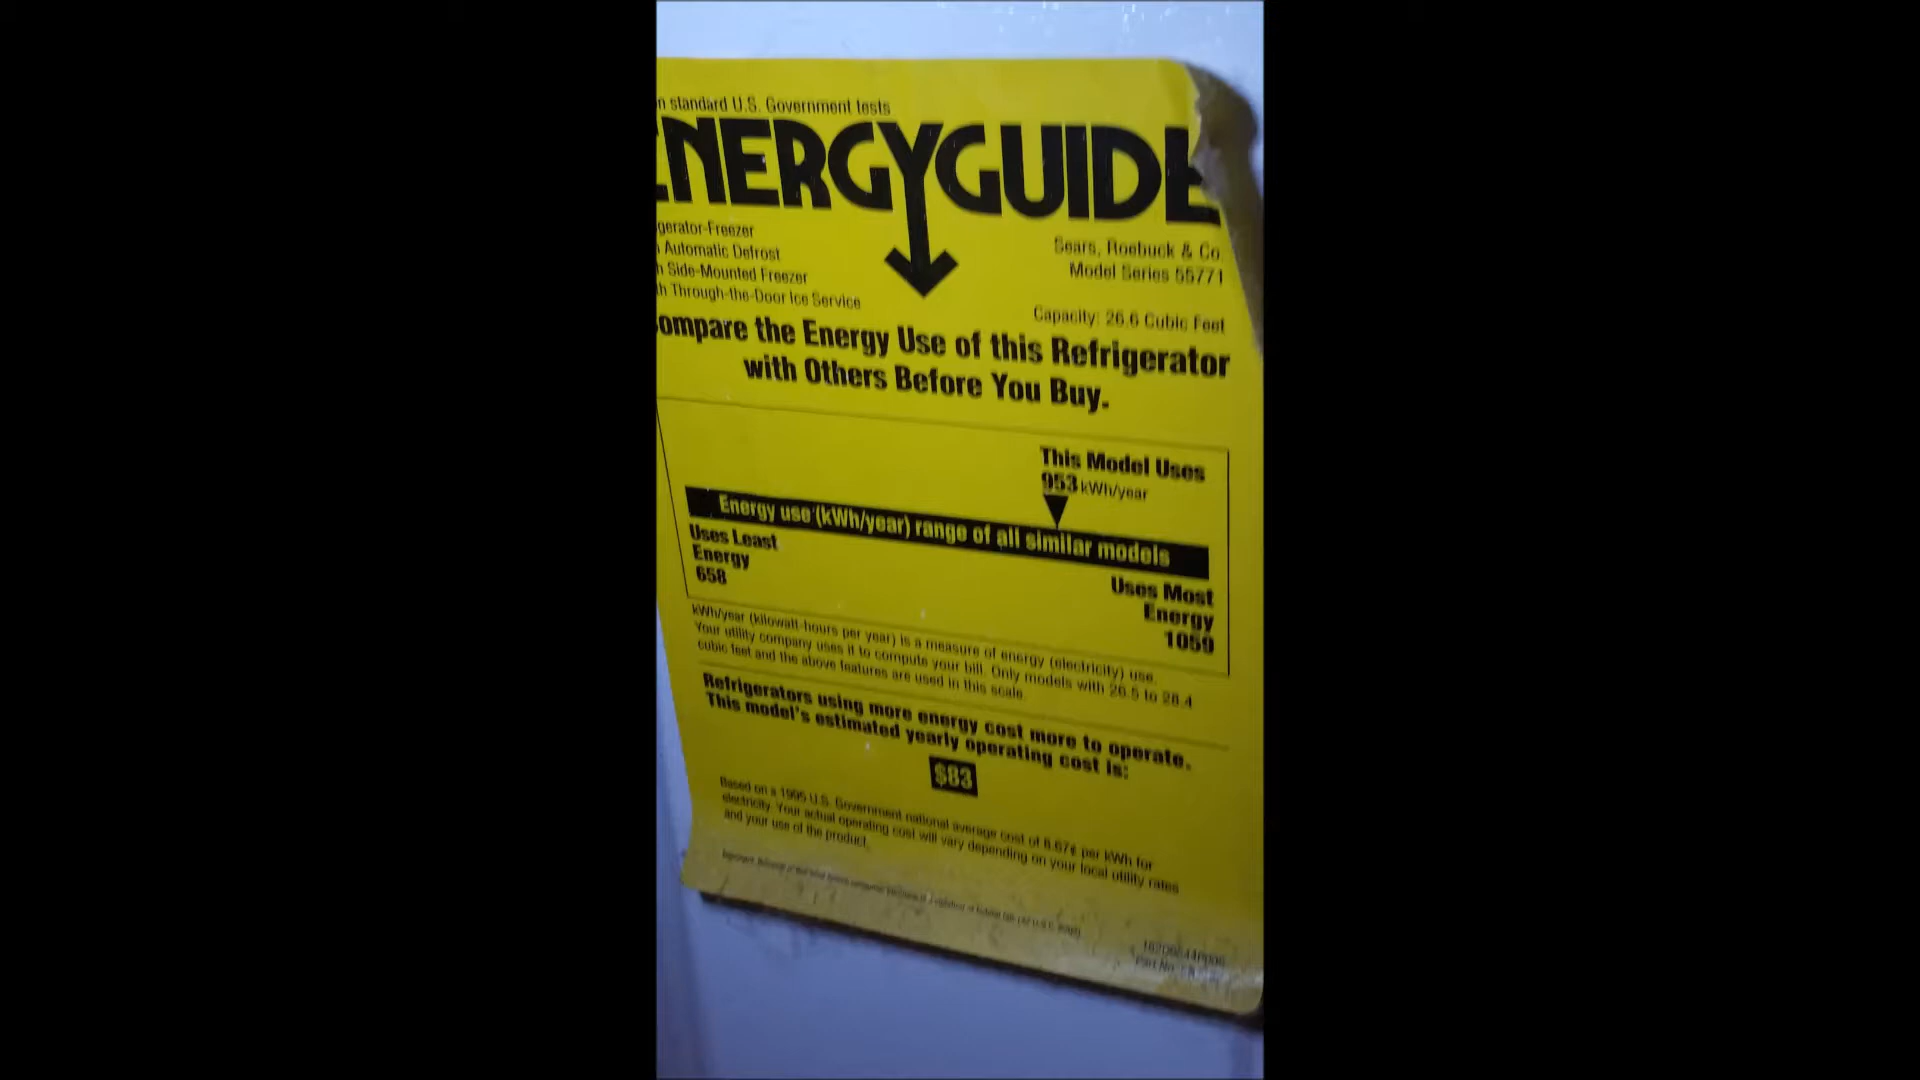 n standard U.S. Government tests
ENERGYGUIDE
gerator-Freezer
Automatic Defrost
h Side-Mounted Freezer
th Through-the-Door Ice Service
Sears, Roebuck & Co
Model Series 55771
Capacity: 26.6 Cubic Feet
ompare the Energy Use of this Refrigerator
with Others Before You Buy.
This Model Uses
953 kWh/year
Energy use (kWh/year) range of all similar models
Uses Least
Energy
658
Uses Most
Energy
1059
kWh/year (kilowatt-hours per year) is a measure of energy (electricity) use.
Your utility company uses it to compute your bill. Only models with 26.5 to 28.4
cubic feet and the above features are used in this scale.
Refrigerators using more energy cost more to operate.
This model's estimated yearly operating cost is:
$83
Based on a 1995 U.S. Government national average cost of 8.67¢ per kWh for
electricity. Your actual operating cost will vary depending on your local utility rates
and your use of the product.
Part No.